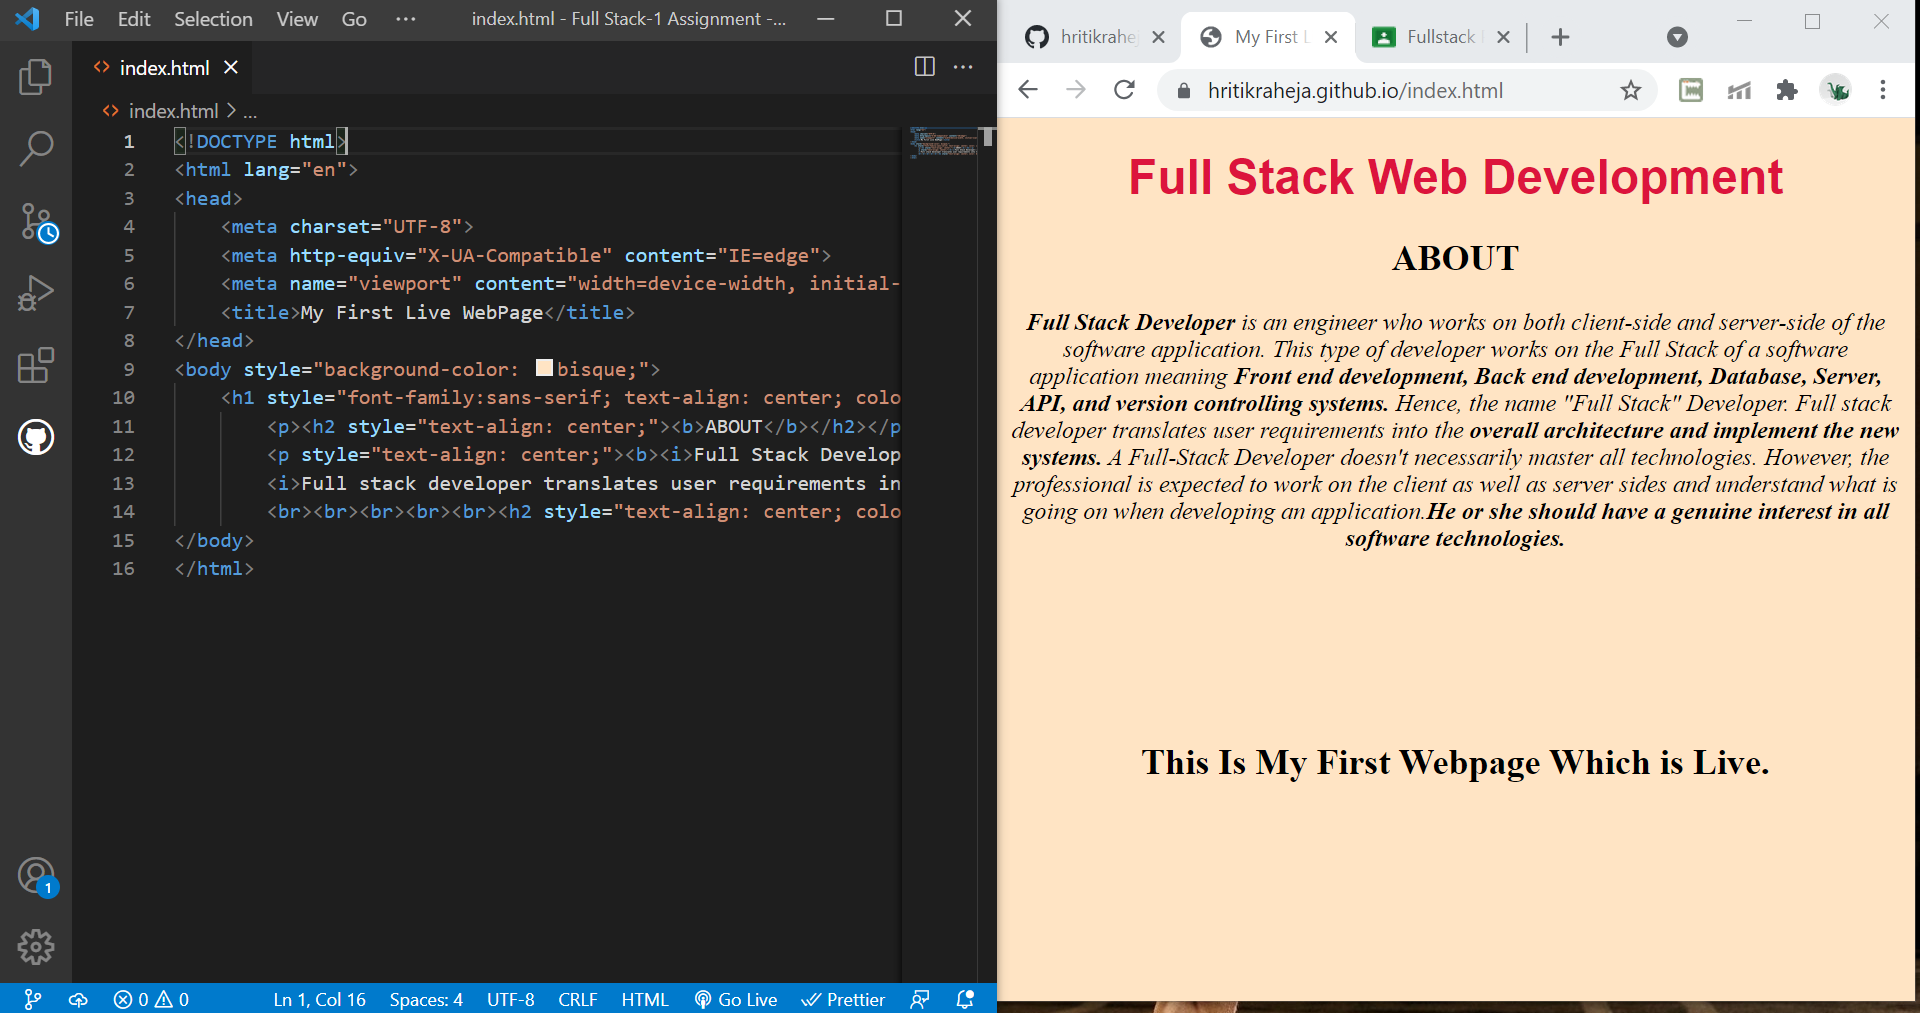 File Edit Selection View Go ··· index.html - Full Stack-1 Assignment -...
index.html
index.html > ...
1 <!DOCTYPE html>
2 <html lang="en">
3 <head>
4 <meta charset="UTF-8">
5 <meta http-equiv="X-UA-Compatible" content="IE=edge">
6 <meta name="viewport" content="width=device-width, initial-
7 <title>My First Live WebPage</title>
8 </head>
9 <body style="background-color: bisque;">
10 <h1 style="font-family:sans-serif; text-align: center; colo
11 <p><h2 style="text-align: center;"><b>ABOUT</b></h2></p
12 <p style="text-align: center;"><b><i>Full Stack Develop
13 <i>Full stack developer translates user requirements in
14 <br><br><br><br><br><h2 style="text-align: center; colo
15 </body>
16 </html>
1
0 0 Ln 1, Col 16 Spaces: 4 UTF-8 CRLF HTML Go Live Prettier
hritikrahe My First L Fullstack
hritikraheja.github.io/index.html
Full Stack Web Development
ABOUT
Full Stack Developer is an engineer who works on both client-side and server-side of the
software application. This type of developer works on the Full Stack of a software
application meaning Front end development, Back end development, Database, Server,
API, and version controlling systems. Hence, the name "Full Stack" Developer. Full stack
developer translates user requirements into the overall architecture and implement the new
systems. A Full-Stack Developer doesn't necessarily master all technologies. However, the
professional is expected to work on the client as well as server sides and understand what is
going on when developing an application.He or she should have a genuine interest in all
software technologies.
This Is My First Webpage Which is Live.